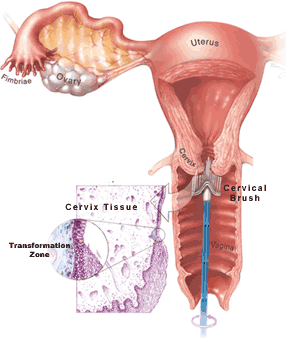 Uterus
Fimbriae
Ovary
Cervix
Cervical
Brush
Cervix Tissue
Transformation
Zone
Vagina